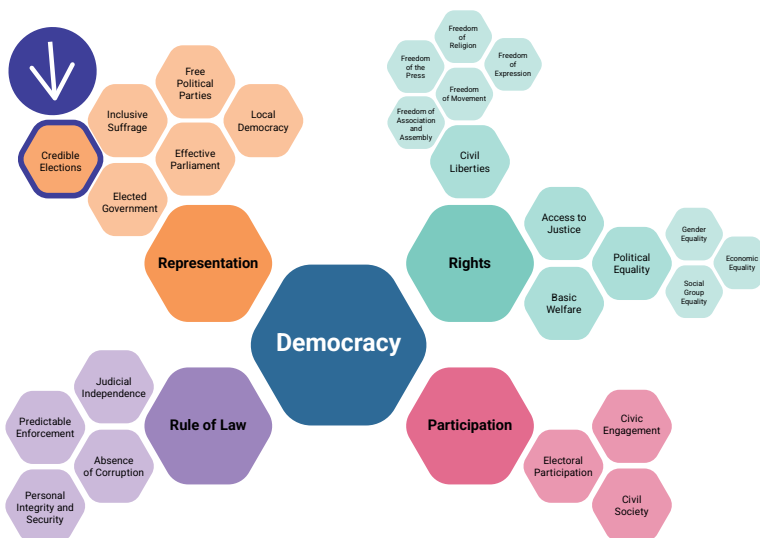 Credible
Elections
Inclusive
Suffrage
Free
Political
Parties
Local
Democracy
Effective
Parliament
Elected
Government
Representation
Freedom
of
Religion
Freedom
of the
Press
Freedom
of
Expression
Freedom
of Movement
Freedom of
Association
and
Assembly
Civil
Liberties
Rights
Access to
Justice
Basic
Welfare
Political
Equality
Gender
Equality
Economic
Equality
Social
Group
Equality
Democracy
Rule of Law
Judicial
Independence
Predictable
Enforcement
Absence
of Corruption
Personal
Integrity and
Security
Participation
Electoral
Participation
Civic
Engagement
Civil
Society